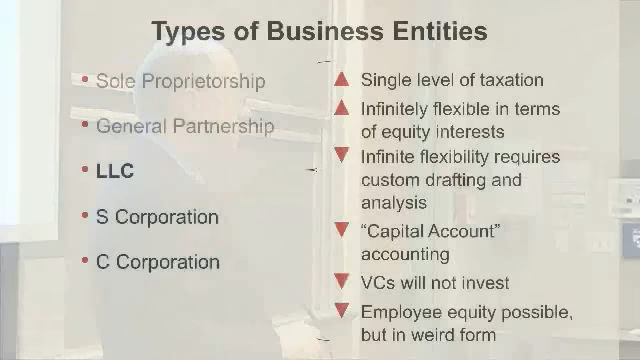 Types of Business Entities
• Sole Proprietorship
• General Partnership
• LLC
• S Corporation
• C Corporation
▲ Single level of taxation
▲ Infinitely flexible in terms
of equity interests
▼ Infinite flexibility requires
custom drafting and
analysis
▼ “Capital Account”
accounting
▼ VCs will not invest
▼ Employee equity possible,
but in weird form